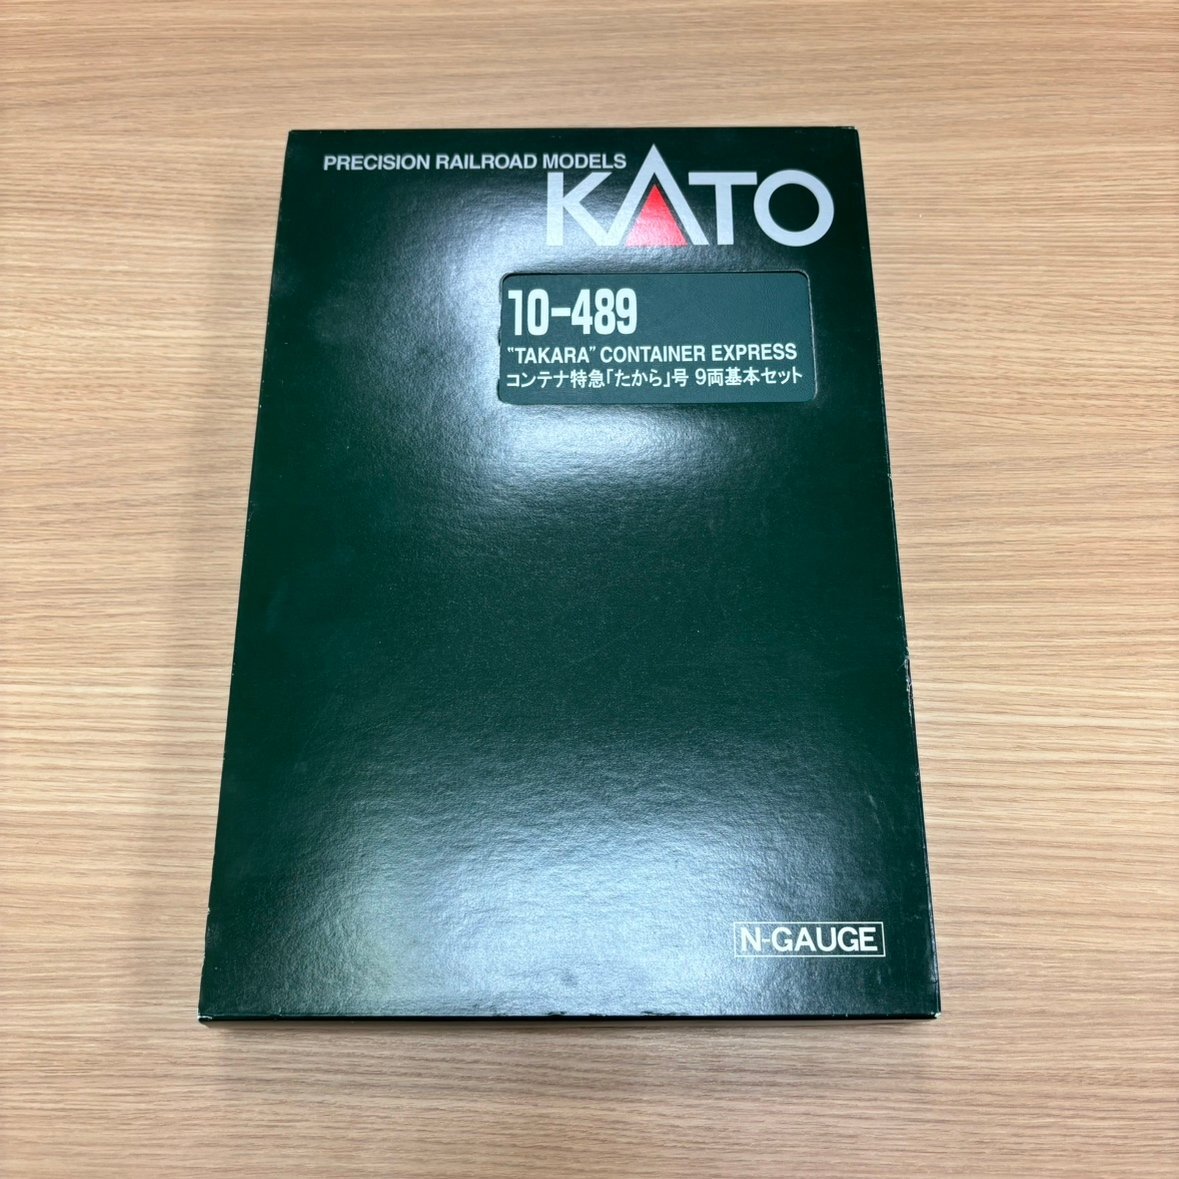 PRECISION RAILROAD MODELS
KATO
10-489
"TAKARA" CONTAINER EXPRESS
コンテナ特急「たから」号 9両基本セット
N-GAUGE